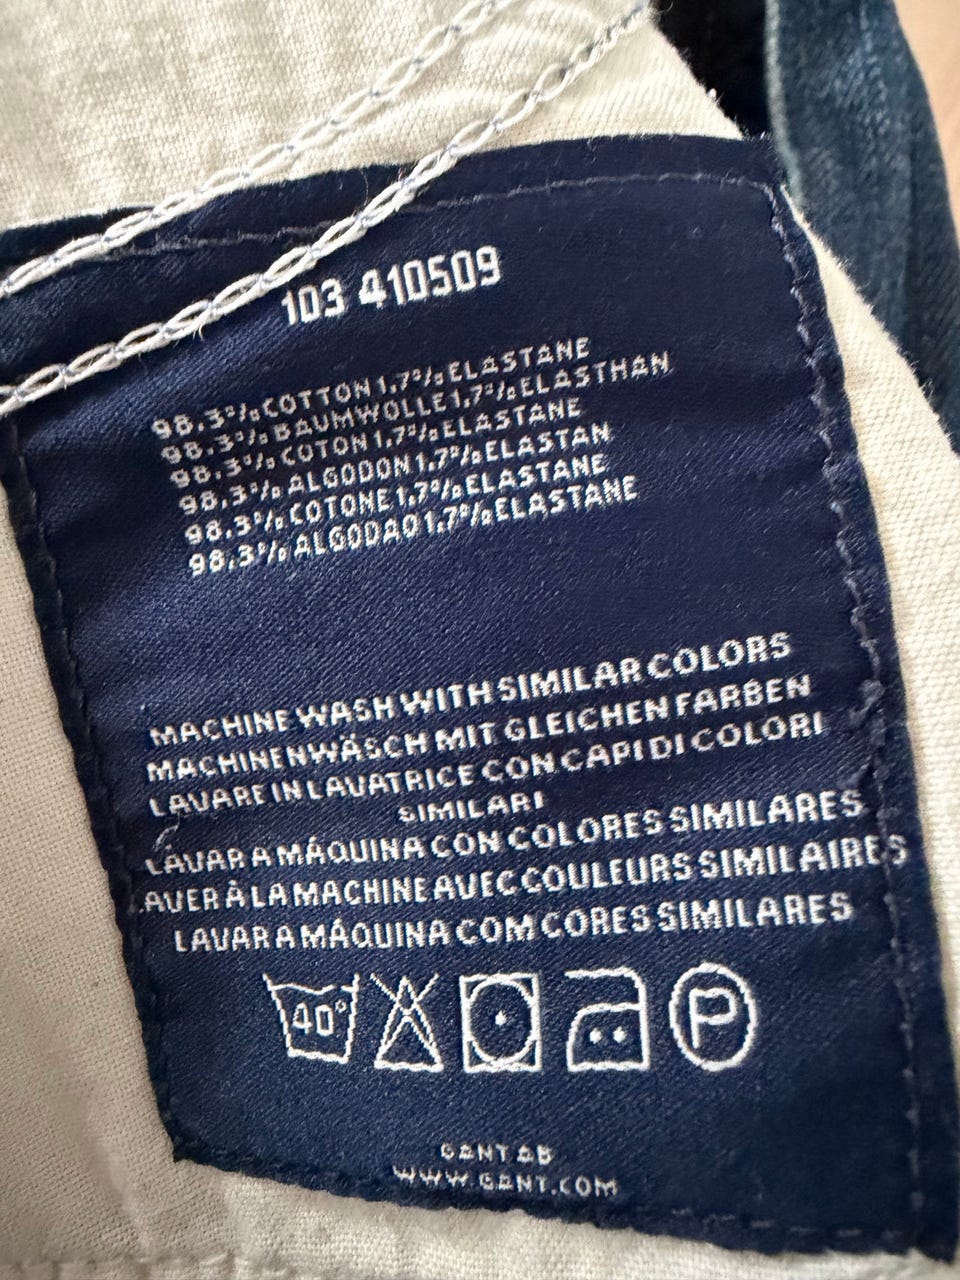 103 410509
98.3% COTTON 1.7% ELASTANE
98.3% BAUMWOLLE 1,7% ELASTHAN
98.3% COTON 1.7% ELASTANE
98.3% ALGODON 1.7% ELASTAN
98.3% COTONE 1.7% ELASTANE
98.3% ALGODAO 1.7% ELASTANE
MACHINE WASH WITH SIMILAR COLORS
MACHINENWÄSCH MIT GLEICHEN FARBEN
LAVARE IN LAVATRICE CON CAPI DI COLORI
SIMILARI
LAVAR A MÁQUINA CON COLORES SIMILARES
LAVER À LA MACHINE AVEC COULEURS SIMILAIRES
LAVAR A MÁQUINA COM CORES SIMILARES
40° P
GANT AB
WWW.GANT.COM